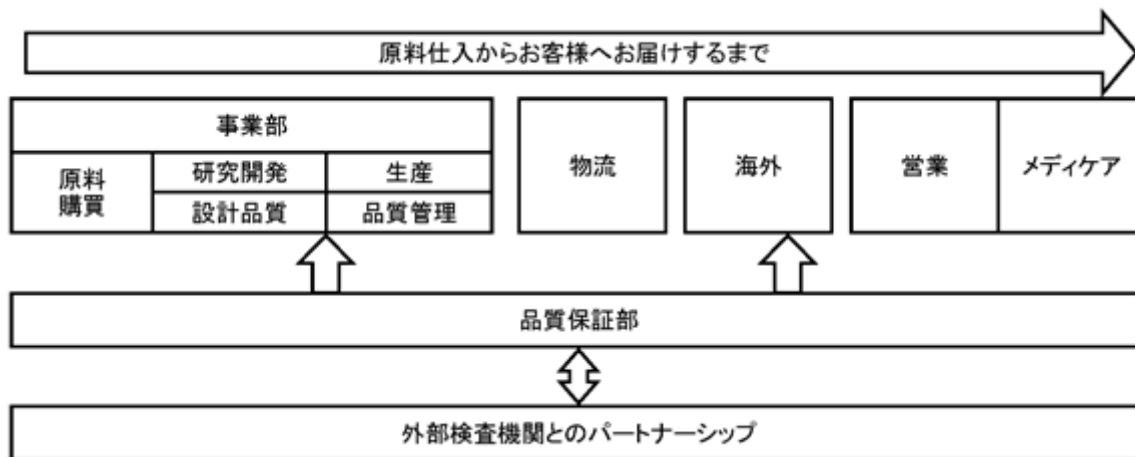 原料仕入からお客様へお届けするまで
事業部
原料
購買
研究開発
生産
設計品質
品質管理
物流
海外
営業
メディケア
品質保証部
外部検査機関とのパートナーシップ